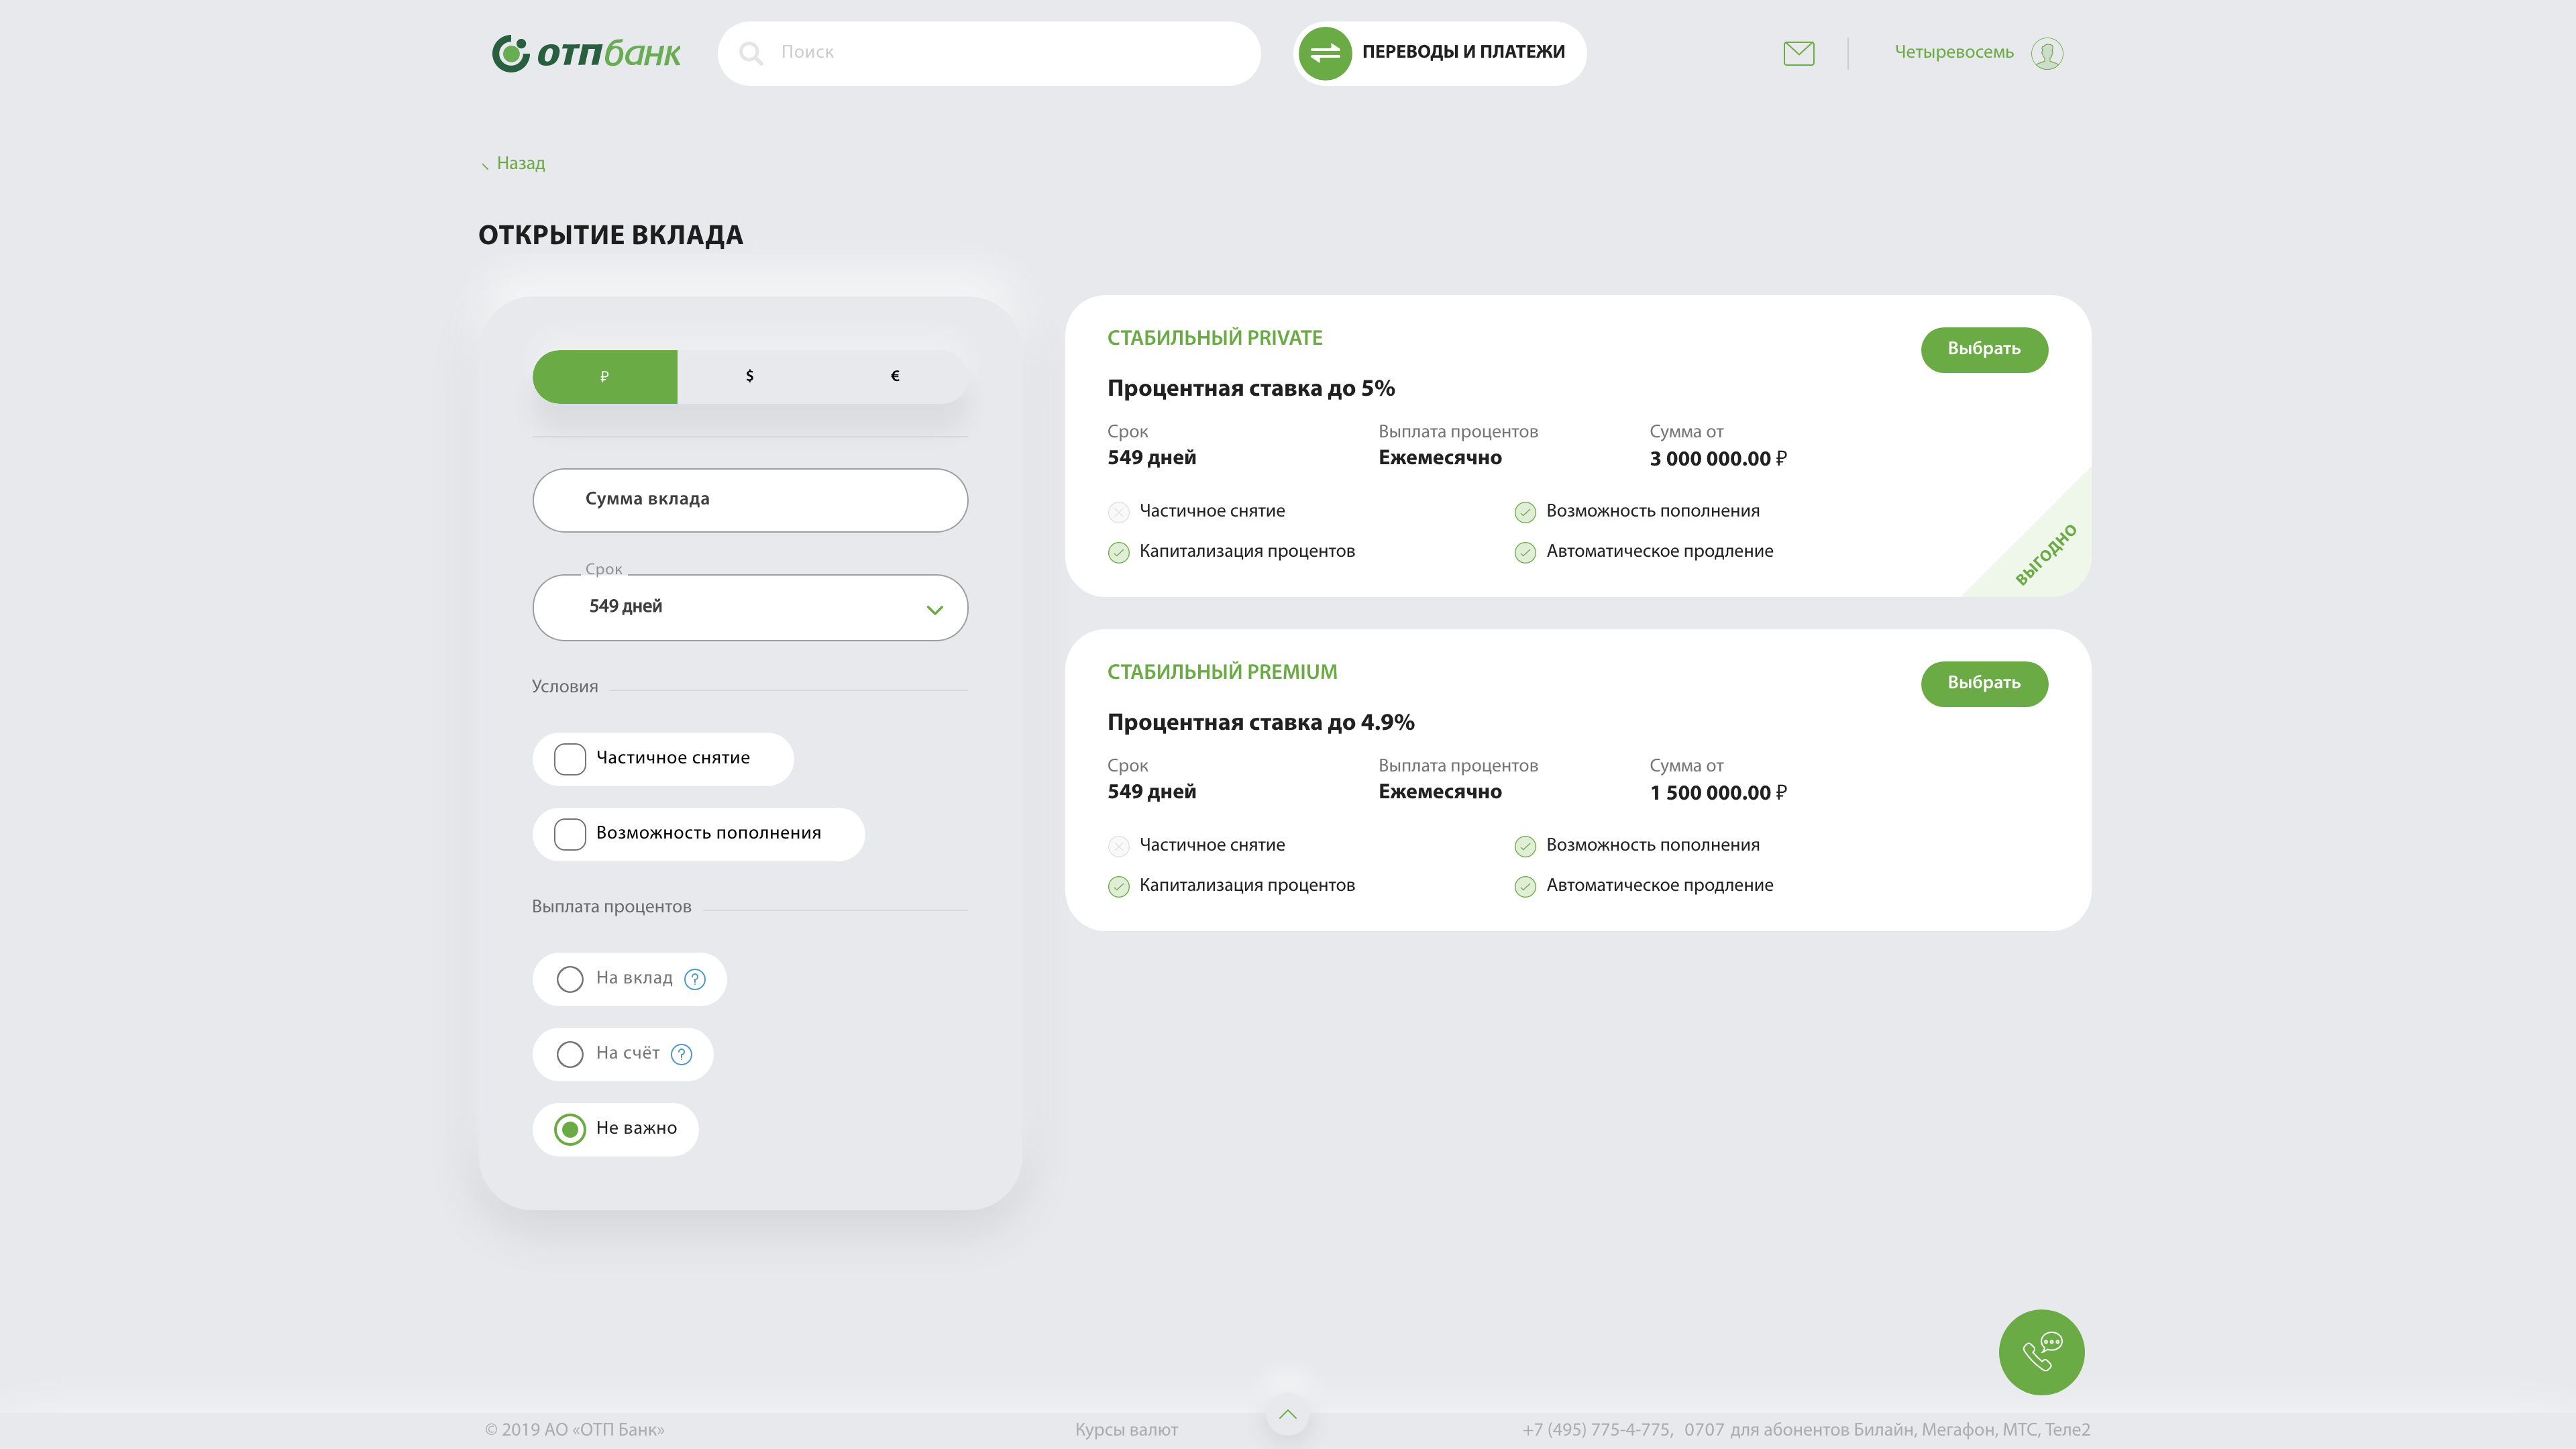 отпбанк
Поиск
ПЕРЕВОДЫ И ПЛАТЕЖИ
Четыревосемь
Назад
ОТКРЫТИЕ ВКЛАДА
₽ $ €
Сумма вклада
Срок
549 дней
Условия
Частичное снятие
Возможность пополнения
Выплата процентов
На вклад ?
На счёт ?
Не важно
СТАБИЛЬНЫЙ PRIVATE
Выбрать
Процентная ставка до 5%
Срок Выплата процентов Сумма от
549 дней Ежемесячно 3 000 000.00 ₽
Частичное снятие Возможность пополнения
Капитализация процентов Автоматическое продление
ВЫГОДНО
СТАБИЛЬНЫЙ PREMIUM
Выбрать
Процентная ставка до 4.9%
Срок Выплата процентов Сумма от
549 дней Ежемесячно 1 500 000.00 ₽
Частичное снятие Возможность пополнения
Капитализация процентов Автоматическое продление
© 2019 АО «ОТП Банк» Курсы валют +7 (495) 775-4-775, 0707 для абонентов Билайн, Мегафон, МТС, Теле2